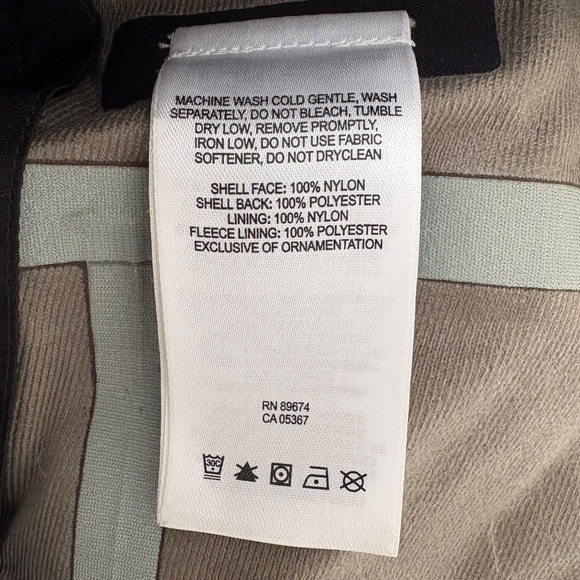 MACHINE WASH COLD GENTLE, WASH
SEPARATELY, DO NOT BLEACH, TUMBLE
DRY LOW, REMOVE PROMPTLY,
IRON LOW, DO NOT USE FABRIC
SOFTENER, DO NOT DRYCLEAN
SHELL FACE: 100% NYLON
SHELL BACK: 100% POLYESTER
LINING: 100% NYLON
FLEECE LINING: 100% POLYESTER
EXCLUSIVE OF ORNAMENTATION
RN 89674
CA 05367
30C